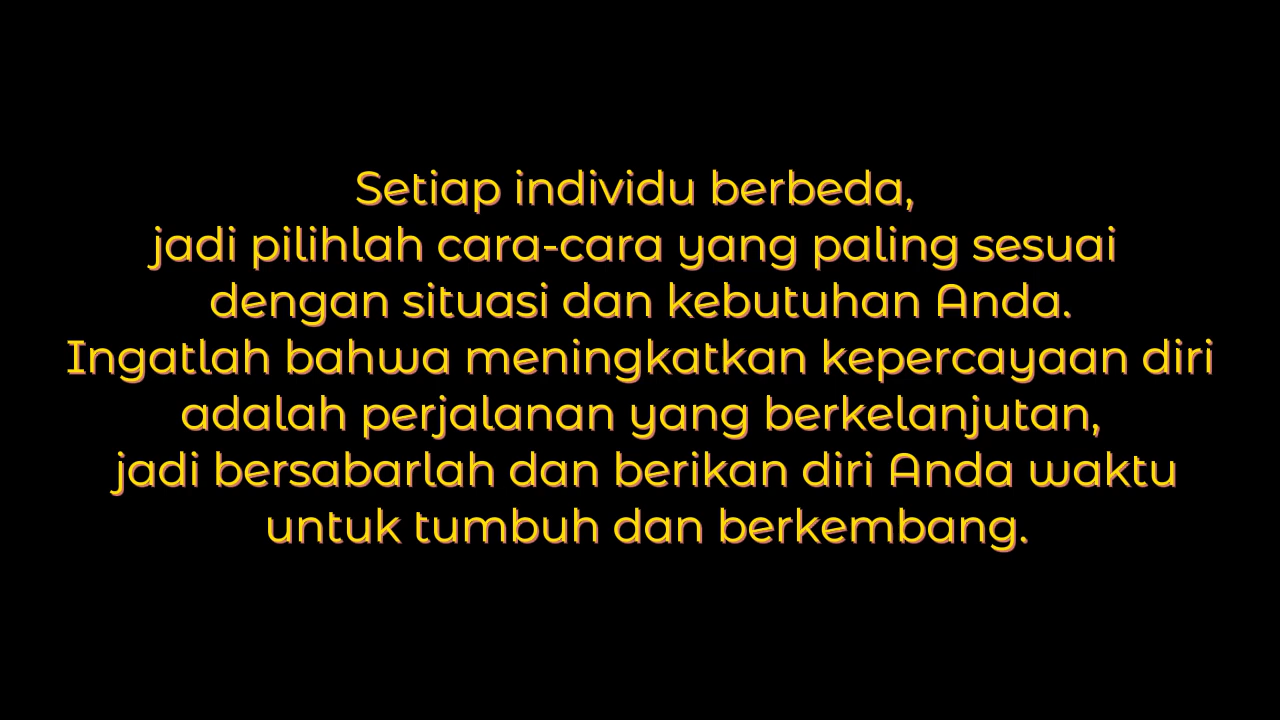 Setiap individu berbeda,
jadi pilihlah cara-cara yang paling sesuai
dengan situasi dan kebutuhan Anda.
Ingatlah bahwa meningkatkan kepercayaan diri
adalah perjalanan yang berkelanjutan,
jadi bersabarlah dan berikan diri Anda waktu
untuk tumbuh dan berkembang.